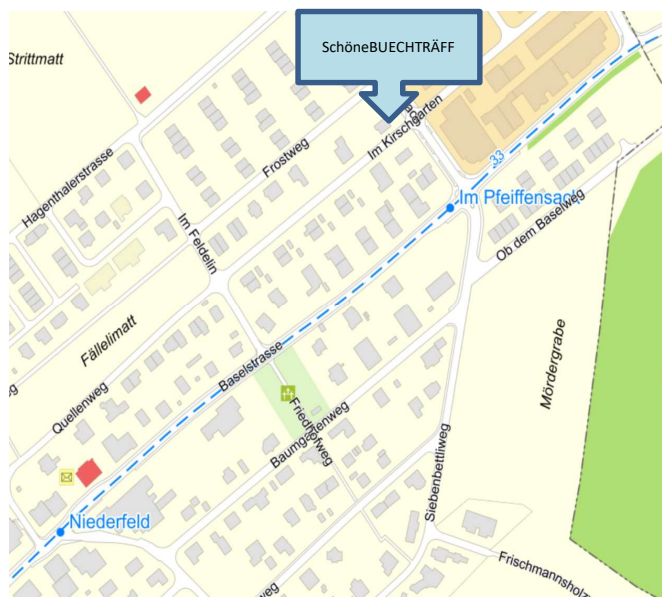 SchöneBUECHTRÄFF
Strittmatt
Hagenthalerstrasse
Frostweg
Im Kirschgarten
33
Im Pfeiffensack
Ob dem Baselweg
Im Feldelin
Fällelimatt
Mördergrabe
Baselstrasse
Quellenweg
Friedhofweg
Baumgartenweg
Siebenbettliweg
Niederfeld
Frischmannsholz